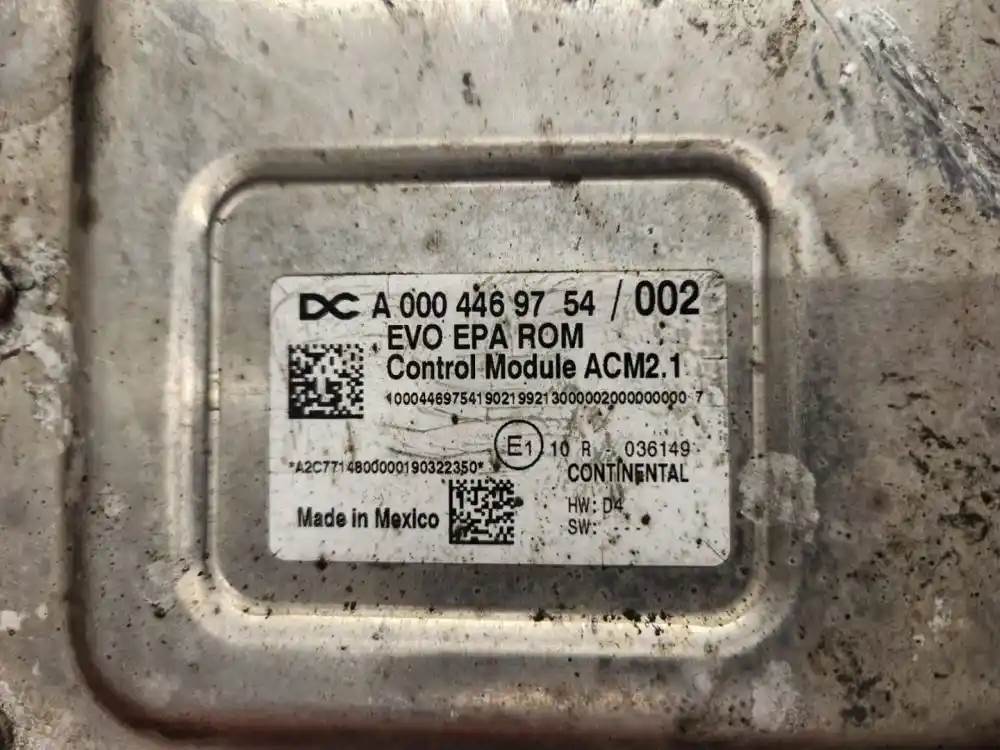 DC A 000 446 97 54 / 002
EVO EPA ROM
Control Module ACM2.1
10004469754190219921300000200000000 7
E1 10 R - 036149
*A2C7714800000190322350*
CONTINENTAL
Made in Mexico
HW: D4
SW: